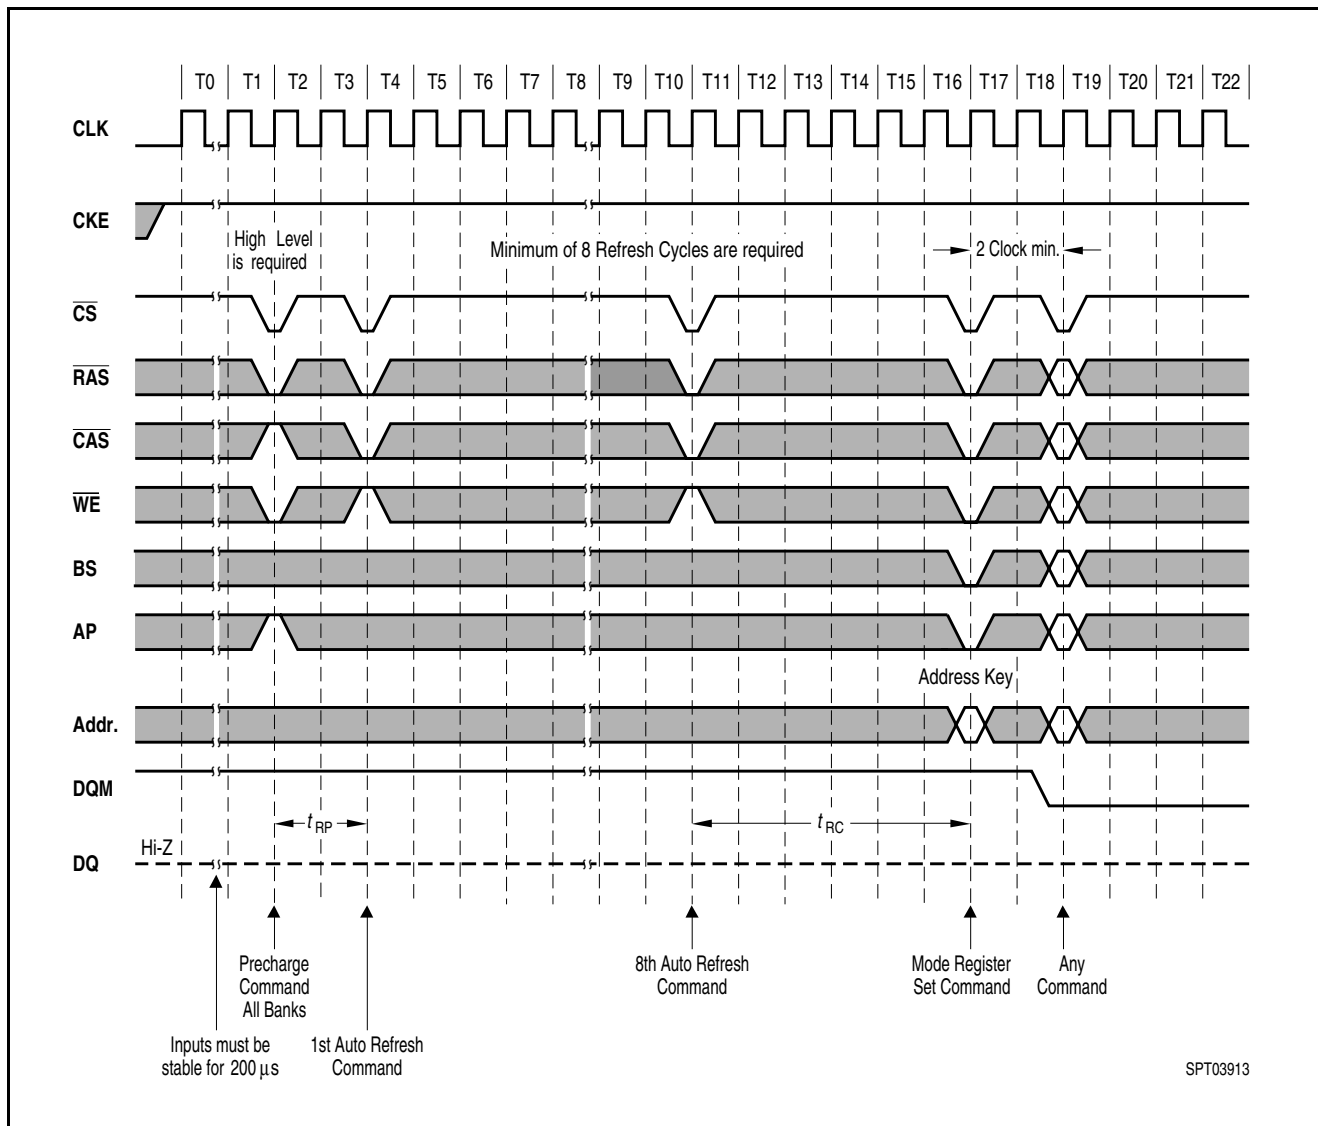 T0 T1 T2 T3 T4 T5 T6 T7 T8 T9 T10 T11 T12 T13 T14 T15 T16 T17 T18 T19 T20 T21 T22
CLK
CKE
High Level
is required
Minimum of 8 Refresh Cycles are required
2 Clock min.
CS
RAS
CAS
WE
BS
AP
Address Key
Addr.
DQM
t RP
t RC
Hi-Z
DQ
Precharge
Command
All Banks
8th Auto Refresh
Command
Mode Register
Set Command
Any
Command
Inputs must be
stable for 200 µs
1st Auto Refresh
Command
SPT03913